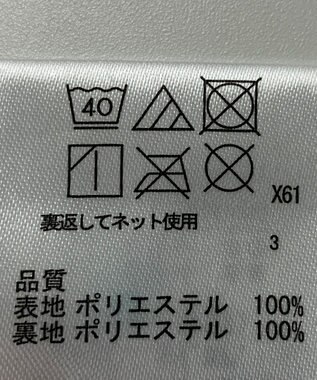 40
X61
裏返してネット使用
3
品質
表地 ポリエステル 100%
裏地 ポリエステル 100%